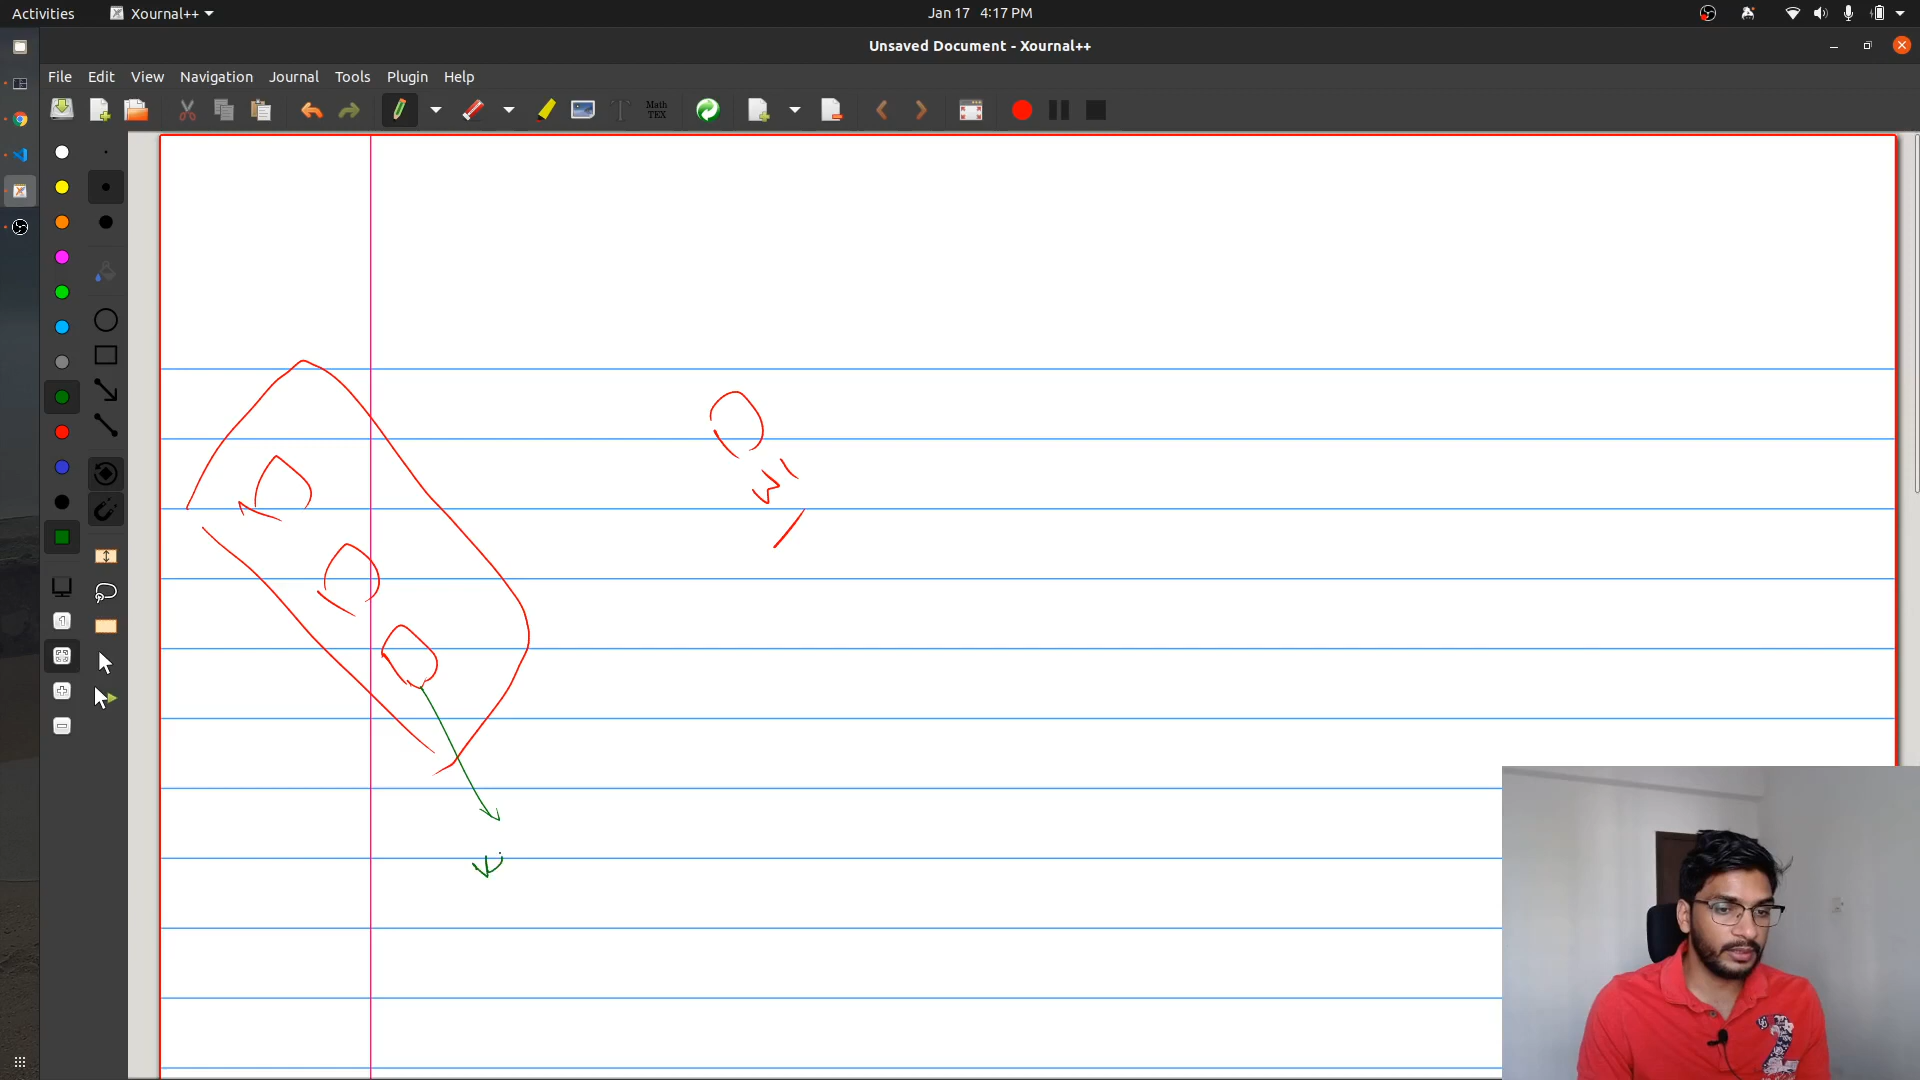 Activities
Xournal++
Jan 17 4:17 PM
Unsaved Document - Xournal++
File Edit View Navigation Journal Tools Plugin Help
Math
TEX